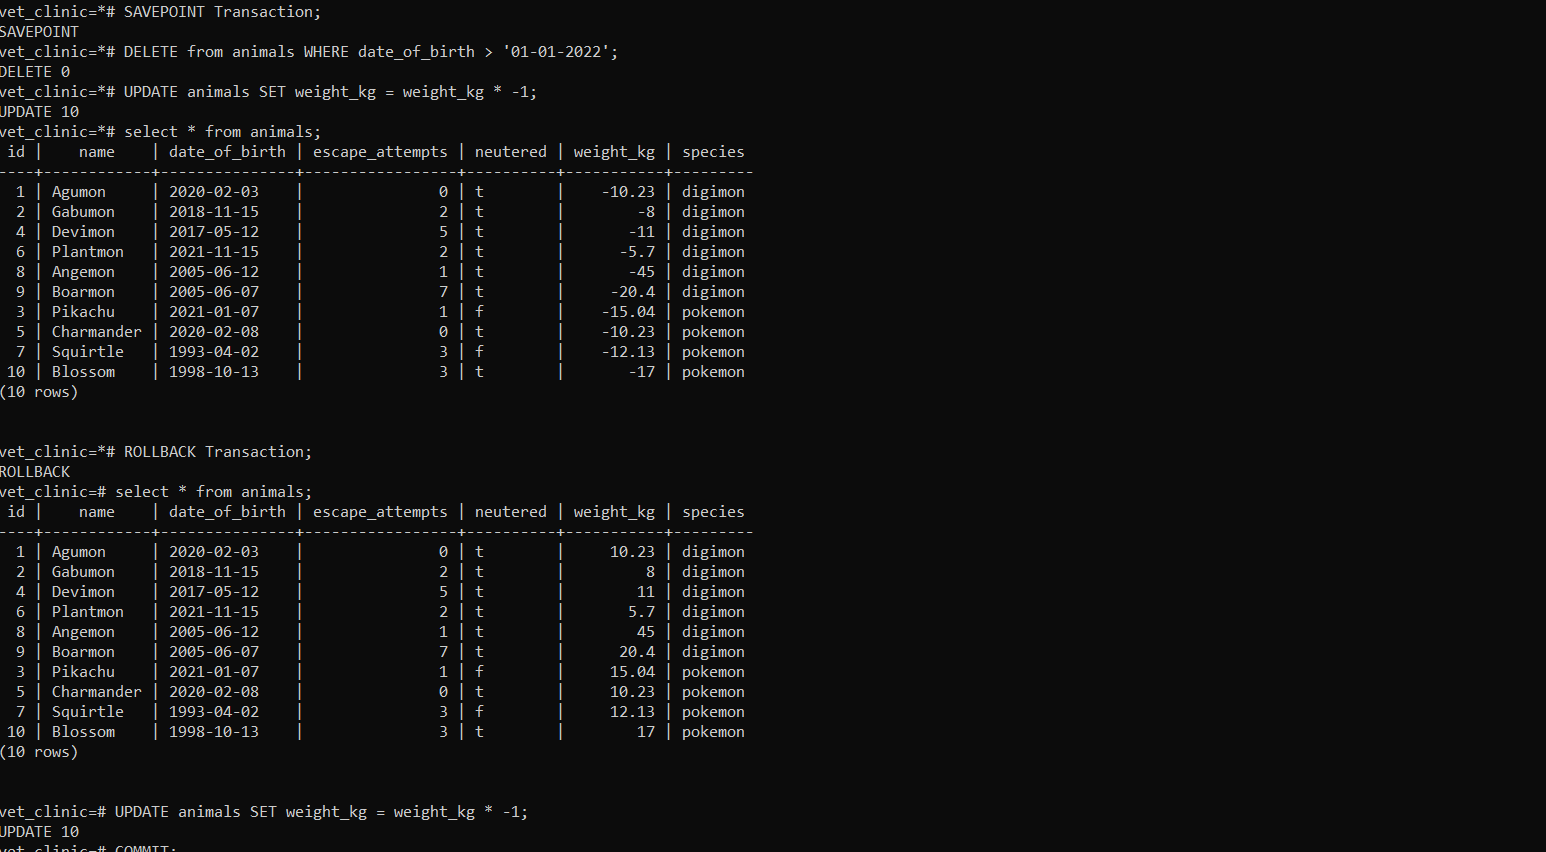 vet_clinic=*# SAVEPOINT Transaction;
SAVEPOINT
vet_clinic=*# DELETE from animals WHERE date_of_birth > '01-01-2022';
DELETE 0
vet_clinic=*# UPDATE animals SET weight_kg = weight_kg * -1;
UPDATE 10
vet_clinic=*# select * from animals;
 id |    name    | date_of_birth | escape_attempts | neutered | weight_kg | species
----+------------+---------------+-----------------+----------+-----------+---------
  1 | Agumon     | 2020-02-03    |               0 | t        |    -10.23 | digimon
  2 | Gabumon    | 2018-11-15    |               2 | t        |        -8 | digimon
  4 | Devimon    | 2017-05-12    |               5 | t        |       -11 | digimon
  6 | Plantmon   | 2021-11-15    |               2 | t        |      -5.7 | digimon
  8 | Angemon    | 2005-06-12    |               1 | t        |       -45 | digimon
  9 | Boarmon    | 2005-06-07    |               7 | t        |     -20.4 | digimon
  3 | Pikachu    | 2021-01-07    |               1 | f        |    -15.04 | pokemon
  5 | Charmander | 2020-02-08    |               0 | t        |    -10.23 | pokemon
  7 | Squirtle   | 1993-04-02    |               3 | f        |    -12.13 | pokemon
 10 | Blossom    | 1998-10-13    |               3 | t        |       -17 | pokemon
(10 rows)
vet_clinic=*# ROLLBACK Transaction;
ROLLBACK
vet_clinic=# select * from animals;
 id |    name    | date_of_birth | escape_attempts | neutered | weight_kg | species
----+------------+---------------+-----------------+----------+-----------+---------
  1 | Agumon     | 2020-02-03    |               0 | t        |     10.23 | digimon
  2 | Gabumon    | 2018-11-15    |               2 | t        |         8 | digimon
  4 | Devimon    | 2017-05-12    |               5 | t        |        11 | digimon
  6 | Plantmon   | 2021-11-15    |               2 | t        |       5.7 | digimon
  8 | Angemon    | 2005-06-12    |               1 | t        |        45 | digimon
  9 | Boarmon    | 2005-06-07    |               7 | t        |      20.4 | digimon
  3 | Pikachu    | 2021-01-07    |               1 | f        |     15.04 | pokemon
  5 | Charmander | 2020-02-08    |               0 | t        |     10.23 | pokemon
  7 | Squirtle   | 1993-04-02    |               3 | f        |     12.13 | pokemon
 10 | Blossom    | 1998-10-13    |               3 | t        |        17 | pokemon
(10 rows)
vet_clinic=# UPDATE animals SET weight_kg = weight_kg * -1;
UPDATE 10
vet_clinic=# COMMIT;